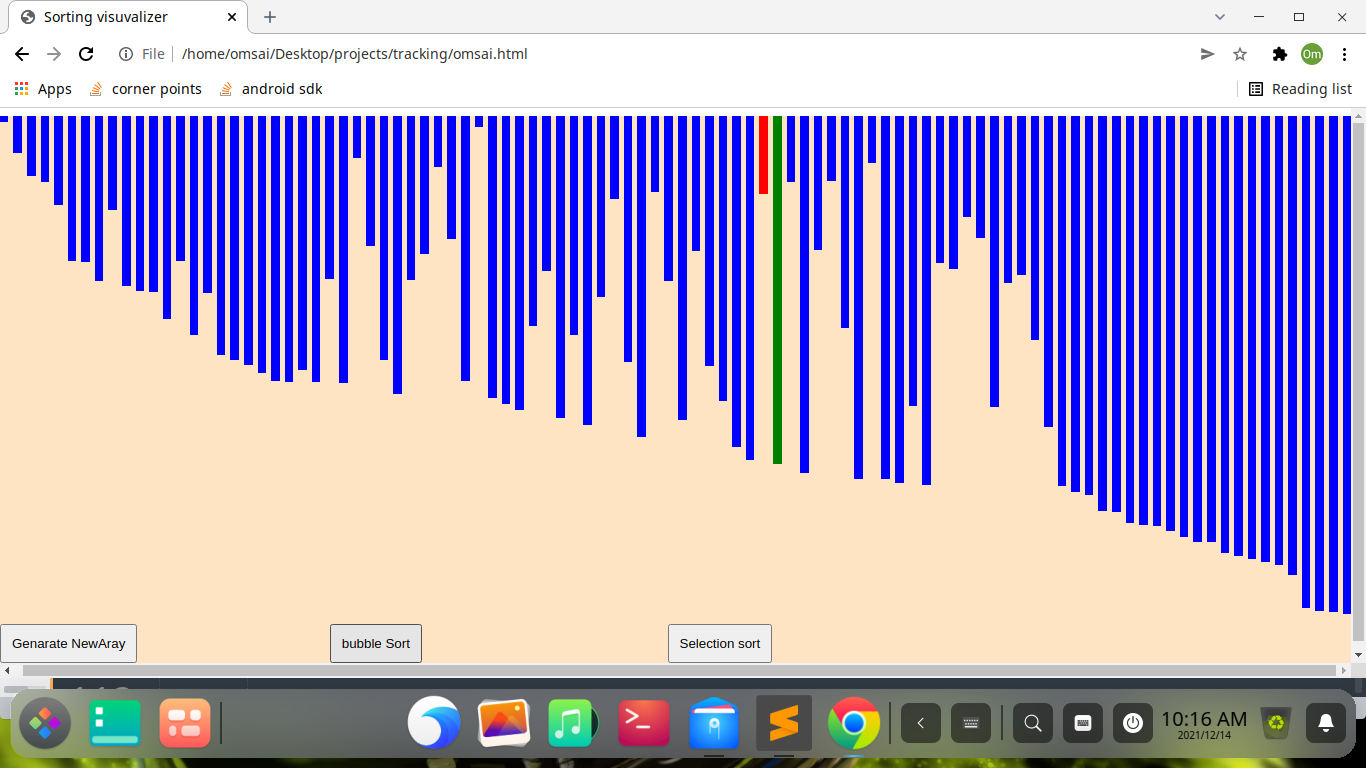 Sorting visuvalizer
File
/home/omsai/Desktop/projects/tracking/omsai.html
Om
Apps
corner points
android sdk
Reading list
Genarate NewAray
bubble Sort
Selection sort
10:16 AM
2021/12/14